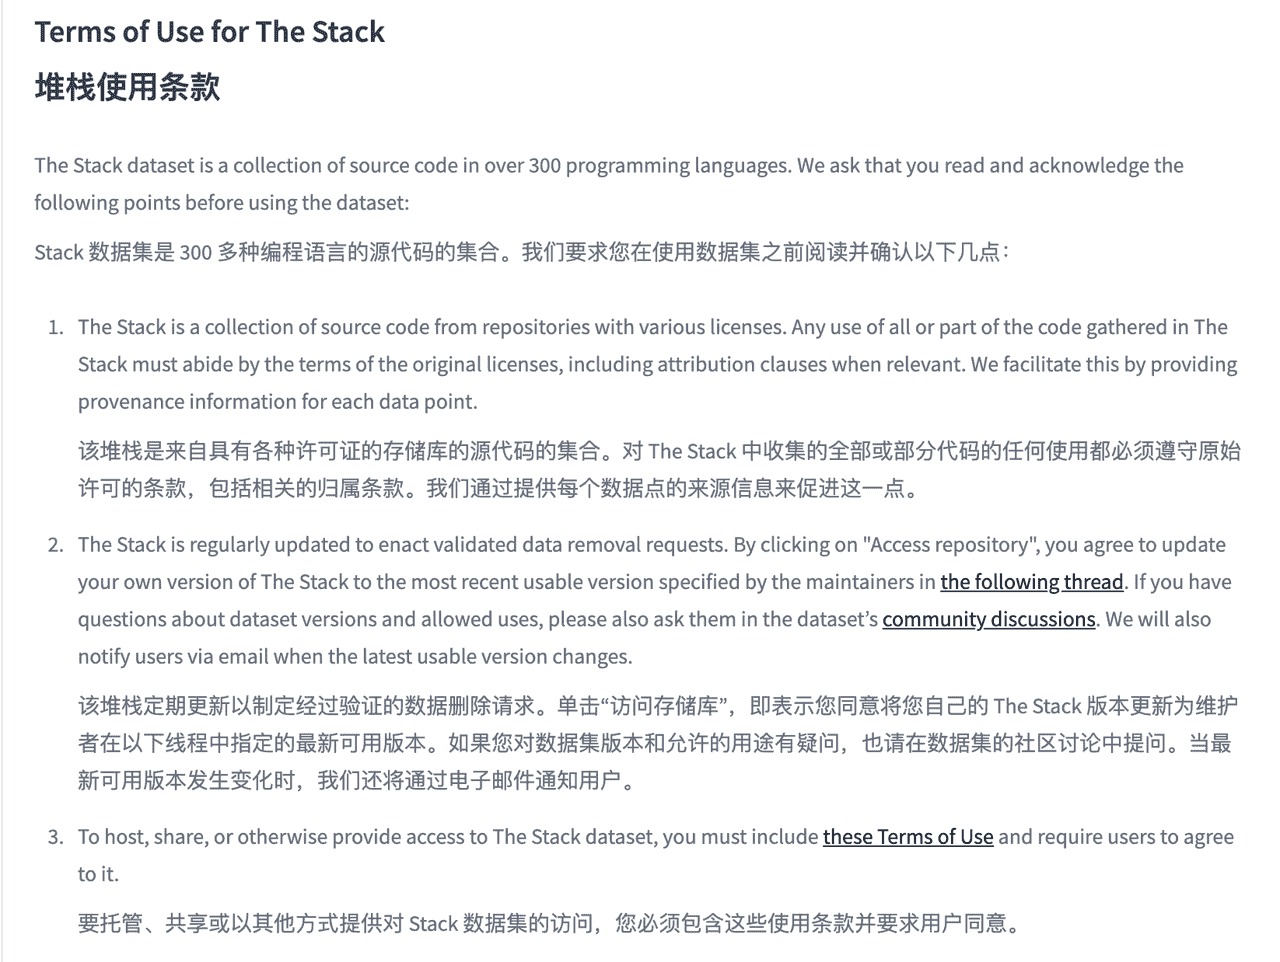 Terms of Use for The Stack
堆栈使用条款
The Stack dataset is a collection of source code in over 300 programming languages. We ask that you read and acknowledge the
following points before using the dataset:
Stack 数据集是 300 多种编程语言的源代码的集合。我们要求您在使用数据集之前阅读并确认以下几点：
1. The Stack is a collection of source code from repositories with various licenses. Any use of all or part of the code gathered in The
Stack must abide by the terms of the original licenses, including attribution clauses when relevant. We facilitate this by providing
provenance information for each data point.
该堆栈是来自具有各种许可证的存储库的源代码的集合。对 The Stack 中收集的全部或部分代码的任何使用都必须遵守原始
许可的条款，包括相关的归属条款。我们通过提供每个数据点的来源信息来促进这一点。
2. The Stack is regularly updated to enact validated data removal requests. By clicking on "Access repository", you agree to update
your own version of The Stack to the most recent usable version specified by the maintainers in the following thread. If you have
questions about dataset versions and allowed uses, please also ask them in the dataset’s community discussions. We will also
notify users via email when the latest usable version changes.
该堆栈定期更新以制定经过验证的数据删除请求。单击“访问存储库”，即表示您同意将您自己的 The Stack 版本更新为维护
者在以下线程中指定的最新可用版本。如果您对数据集版本和允许的用途有疑问，也请在数据集的社区讨论中提问。当最
新可用版本发生变化时，我们还将通过电子邮件通知用户。
3. To host, share, or otherwise provide access to The Stack dataset, you must include these Terms of Use and require users to agree
to it.
要托管、共享或以其他方式提供对 Stack 数据集的访问，您必须包含这些使用条款并要求用户同意。